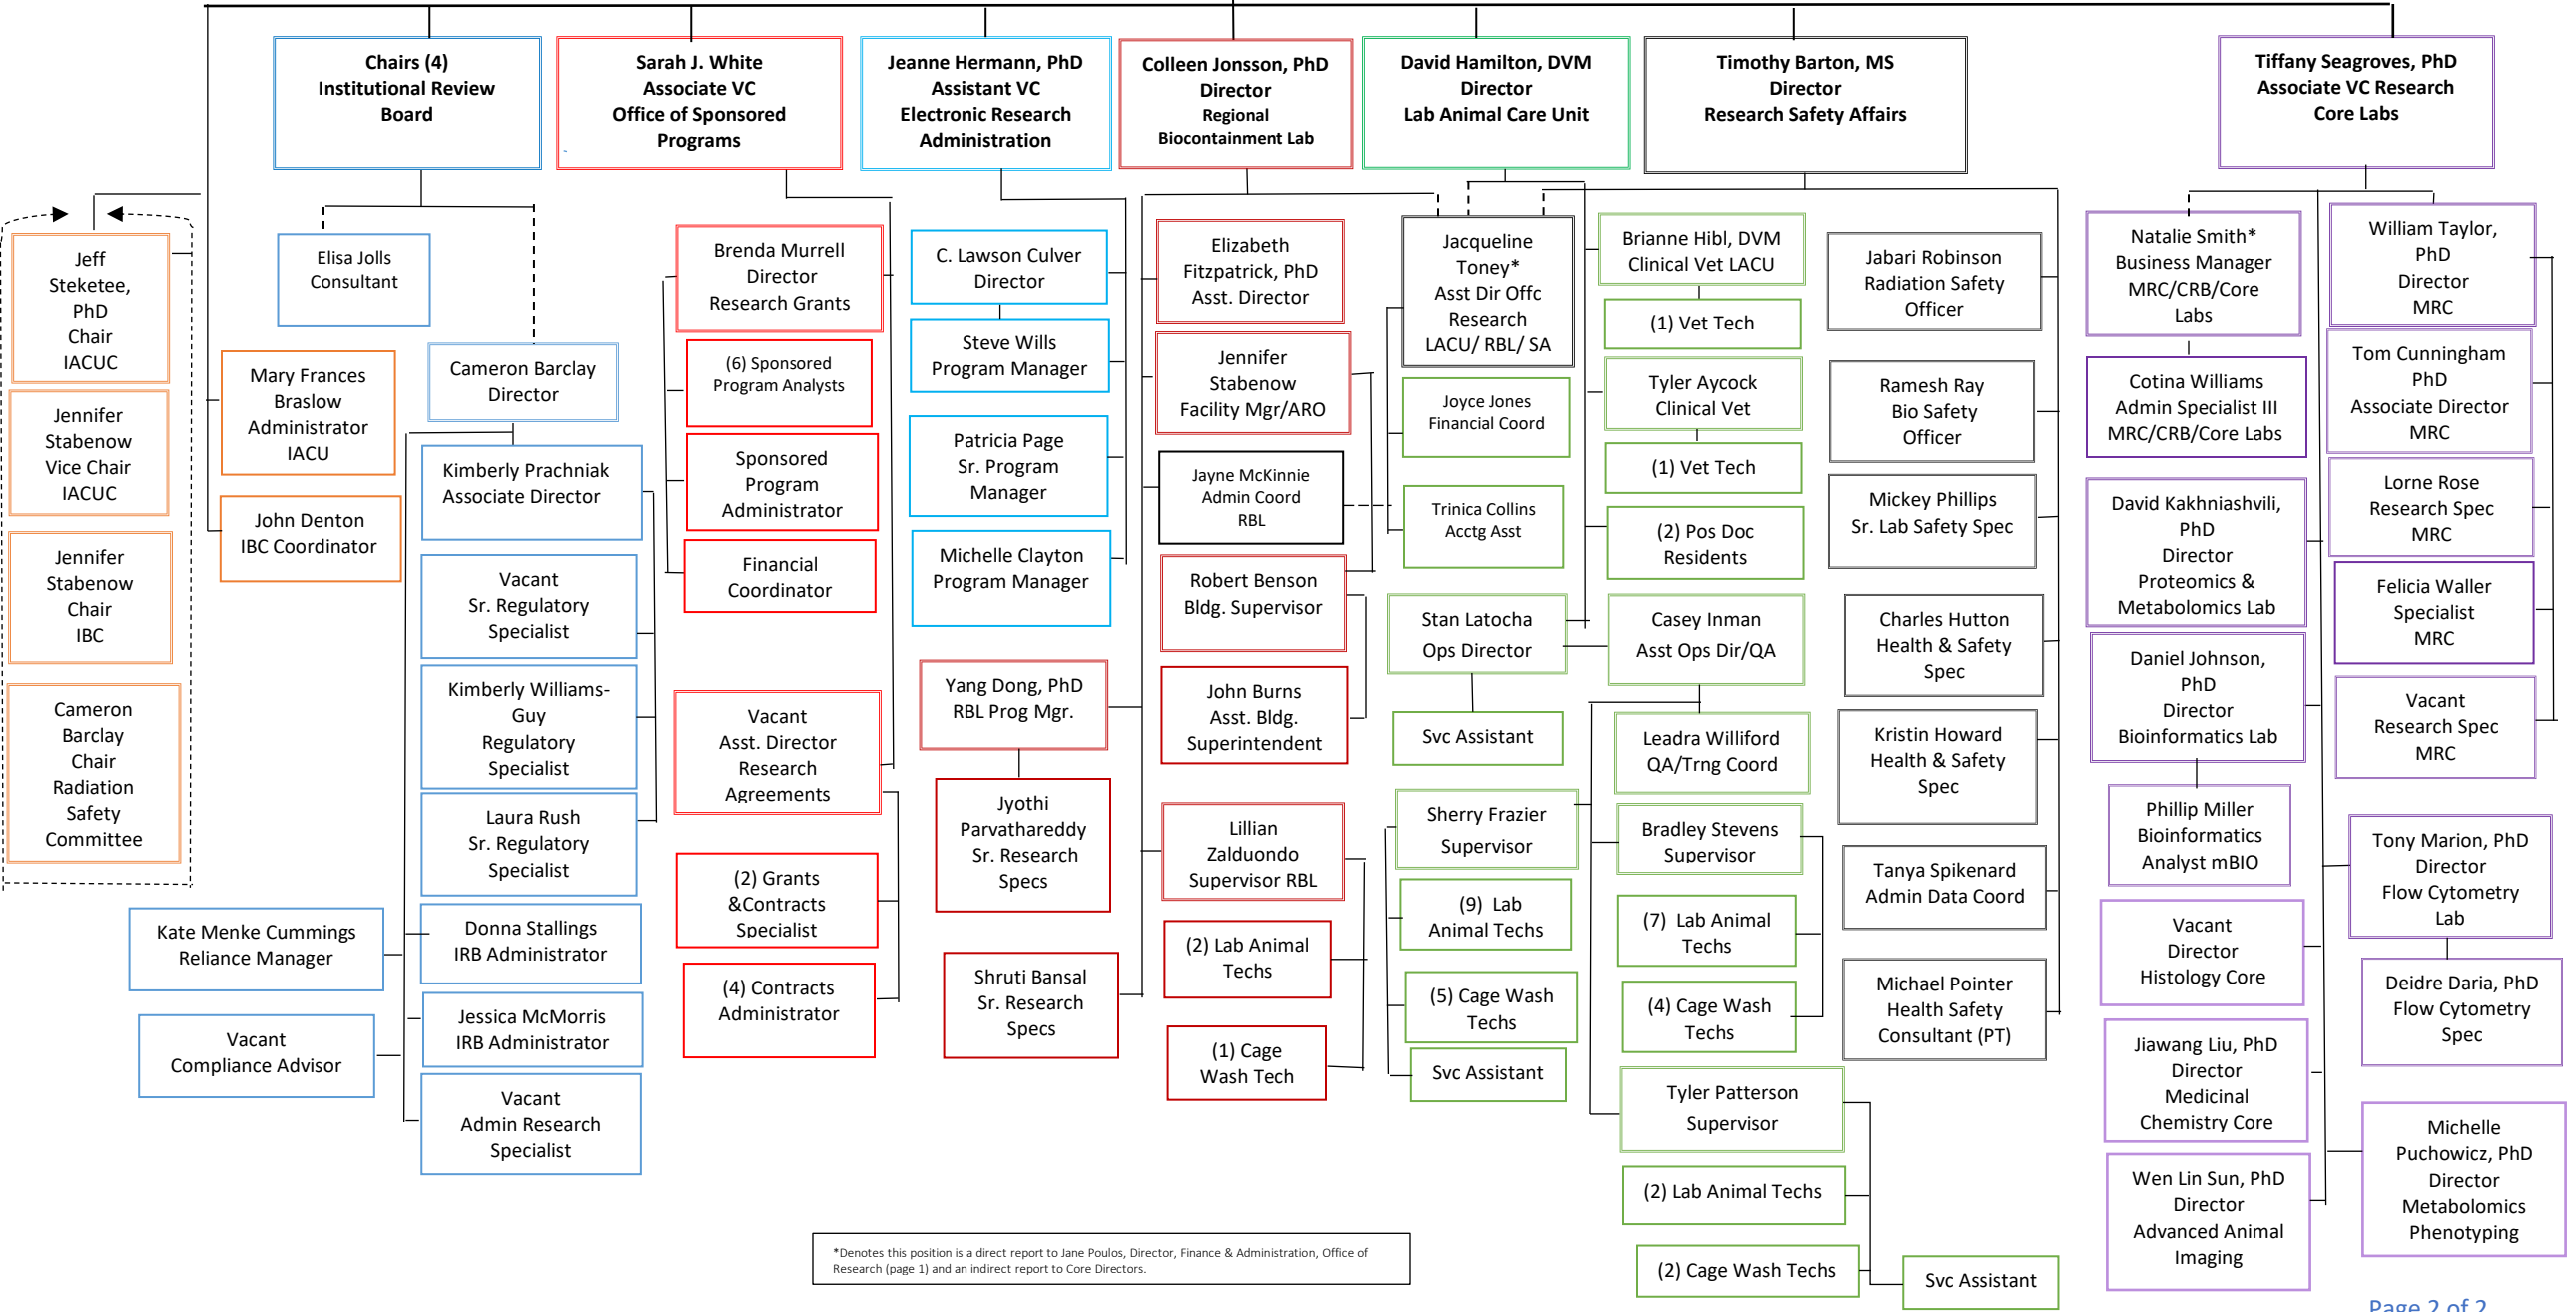 Chairs (4)
Institutional Review
Board
Sarah J. White
Associate VC
Office of Sponsored
Programs
Jeanne Hermann, PhD
Assistant VC
Electronic Research
Administration
Colleen Jonsson, PhD
Director
Regional
Biocontainment Lab
David Hamilton, DVM
Director
Lab Animal Care Unit
Timothy Barton, MS
Director
Research Safety Affairs
Tiffany Seagroves, PhD
Associate VC Research
Core Labs
Jeff
Steketee,
PhD
Chair
IACUC
Jennifer
Stabenow
Vice Chair
IACUC
Jennifer
Stabenow
Chair
IBC
Cameron
Barclay
Chair
Radiation
Safety
Committee
Mary Frances
Braslow
Administrator
IACU
John Denton
IBC Coordinator
Elisa Jolls
Consultant
Cameron Barclay
Director
Kimberly Prachniak
Associate Director
Vacant
Sr. Regulatory
Specialist
Kimberly Williams-
Guy
Regulatory
Specialist
Laura Rush
Sr. Regulatory
Specialist
Kate Menke Cummings
Reliance Manager
Donna Stallings
IRB Administrator
Vacant
Compliance Advisor
Jessica McMorris
IRB Administrator
Vacant
Admin Research
Specialist
Brenda Murrell
Director
Research Grants
(6) Sponsored
Program Analysts
Sponsored
Program
Administrator
Financial
Coordinator
Vacant
Asst. Director
Research
Agreements
(2) Grants
&Contracts
Specialist
(4) Contracts
Administrator
C. Lawson Culver
Director
Steve Wills
Program Manager
Patricia Page
Sr. Program
Manager
Michelle Clayton
Program Manager
Yang Dong, PhD
RBL Prog Mgr.
Jyothi
Parvathareddy
Sr. Research
Specs
Shruti Bansal
Sr. Research
Specs
Elizabeth
Fitzpatrick, PhD
Asst. Director
Jennifer
Stabenow
Facility Mgr/ARO
Jayne McKinnie
Admin Coord
RBL
Robert Benson
Bldg. Supervisor
John Burns
Asst. Bldg.
Superintendent
Lillian
Zalduondo
Supervisor RBL
(2) Lab Animal
Techs
(1) Cage
Wash Tech
Jacqueline
Toney*
Asst Dir Offc
Research
LACU/ RBL/ SA
Joyce Jones
Financial Coord
Trinica Collins
Acctg Asst
Stan Latocha
Ops Director
Svc Assistant
Sherry Frazier
Supervisor
(9) Lab
Animal Techs
(5) Cage Wash
Techs
Svc Assistant
Brianne Hibl, DVM
Clinical Vet LACU
(1) Vet Tech
Tyler Aycock
Clinical Vet
(1) Vet Tech
(2) Pos Doc
Residents
Casey Inman
Asst Ops Dir/QA
Leadra Williford
QA/Trng Coord
Bradley Stevens
Supervisor
(7) Lab Animal
Techs
(4) Cage Wash
Techs
Tyler Patterson
Supervisor
(2) Lab Animal Techs
(2) Cage Wash Techs
Svc Assistant
Jabari Robinson
Radiation Safety
Officer
Ramesh Ray
Bio Safety
Officer
Mickey Phillips
Sr. Lab Safety Spec
Charles Hutton
Health & Safety
Spec
Kristin Howard
Health & Safety
Spec
Tanya Spikenard
Admin Data Coord
Michael Pointer
Health Safety
Consultant (PT)
Natalie Smith*
Business Manager
MRC/CRB/Core
Labs
Cotina Williams
Admin Specialist III
MRC/CRB/Core Labs
David Kakhniashvili,
PhD
Director
Proteomics &
Metabolomics Lab
Daniel Johnson,
PhD
Director
Bioinformatics Lab
Phillip Miller
Bioinformatics
Analyst mBIO
Vacant
Director
Histology Core
Jiawang Liu, PhD
Director
Medicinal
Chemistry Core
Wen Lin Sun, PhD
Director
Advanced Animal
Imaging
William Taylor,
PhD
Director
MRC
Tom Cunningham
PhD
Associate Director
MRC
Lorne Rose
Research Spec
MRC
Felicia Waller
Specialist
MRC
Vacant
Research Spec
MRC
Tony Marion, PhD
Director
Flow Cytometry
Lab
Deidre Daria, PhD
Flow Cytometry
Spec
Michelle
Puchowicz, PhD
Director
Metabolomics
Phenotyping
*Denotes this position is a direct report to Jane Poulos, Director, Finance & Administration, Office of
Research (page 1) and an indirect report to Core Directors.
Page 2 of 2